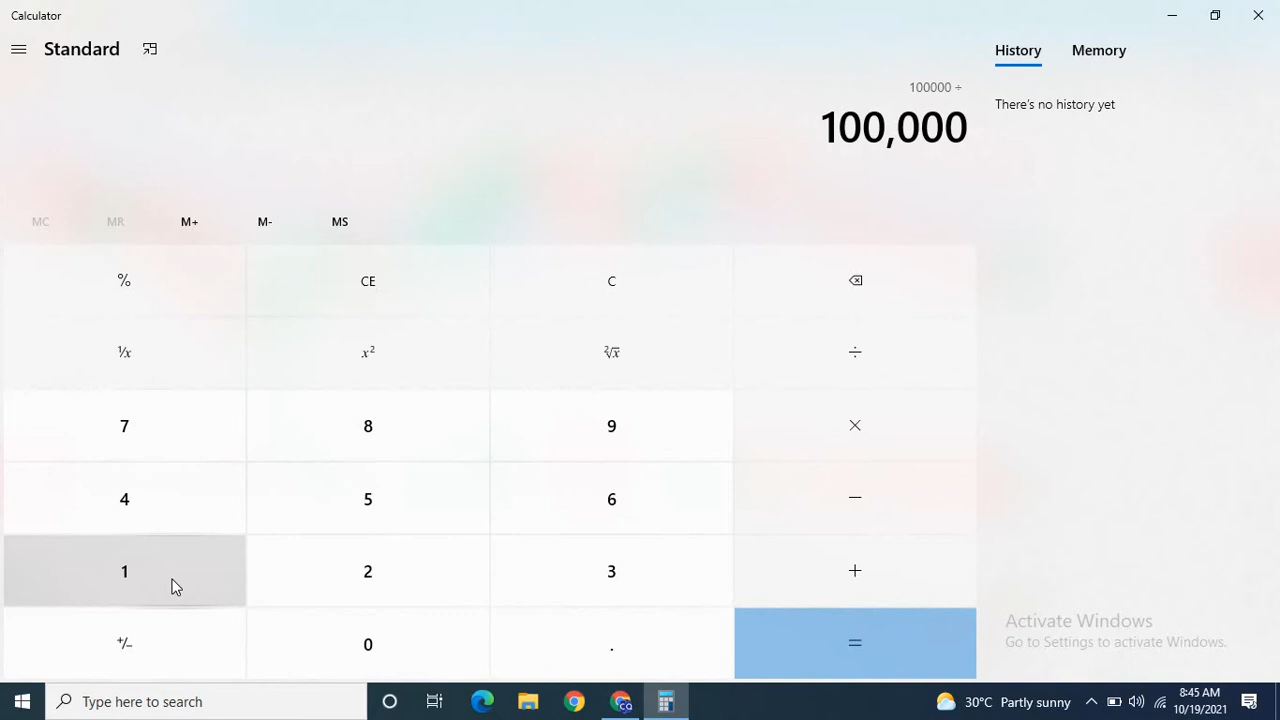 Calculator
Standard
History Memory
100000 ÷
100,000
There's no history yet
MC MR M+ M- MS
% CE C
¹/x x² ²√x ÷
7 8 9 ×
4 5 6 −
1 2 3 +
+/− 0 . =
Activate Windows
Go to Settings to activate Windows.
Type here to search
30°C Partly sunny
8:45 AM
10/19/2021